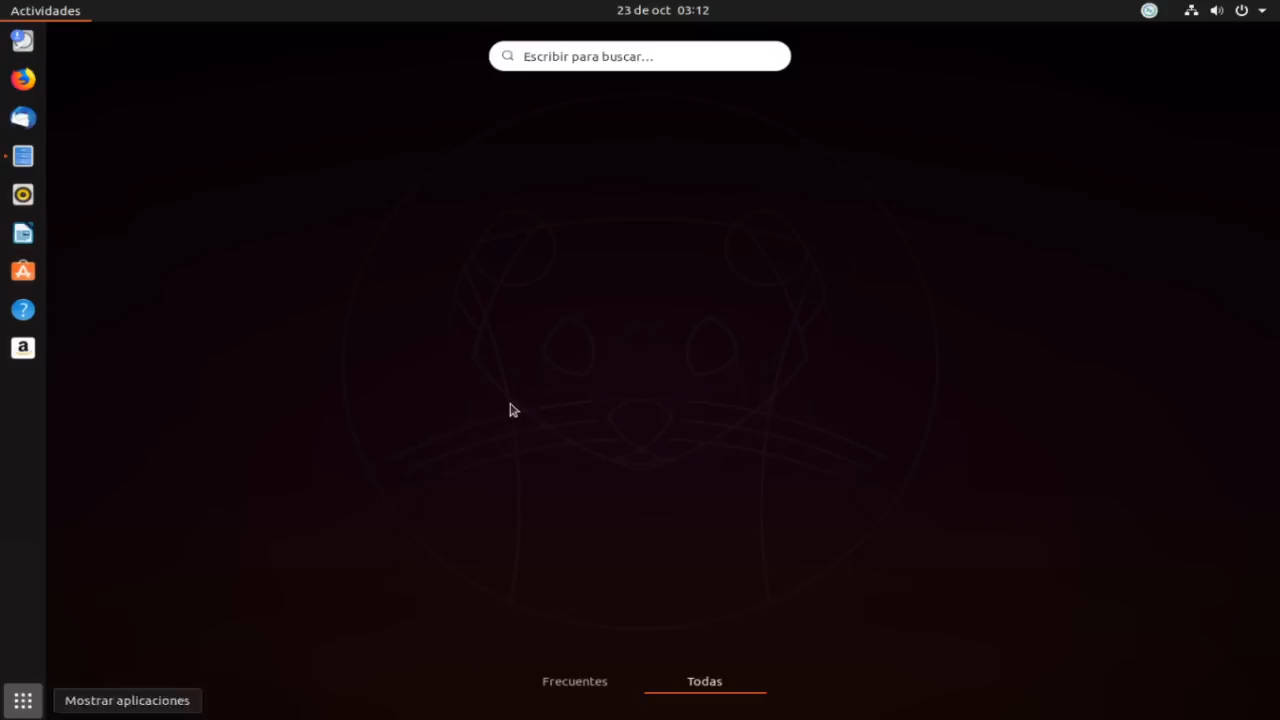 Actividades
23 de oct 03:12
Escribir para buscar...
Frecuentes
Todas
Mostrar aplicaciones